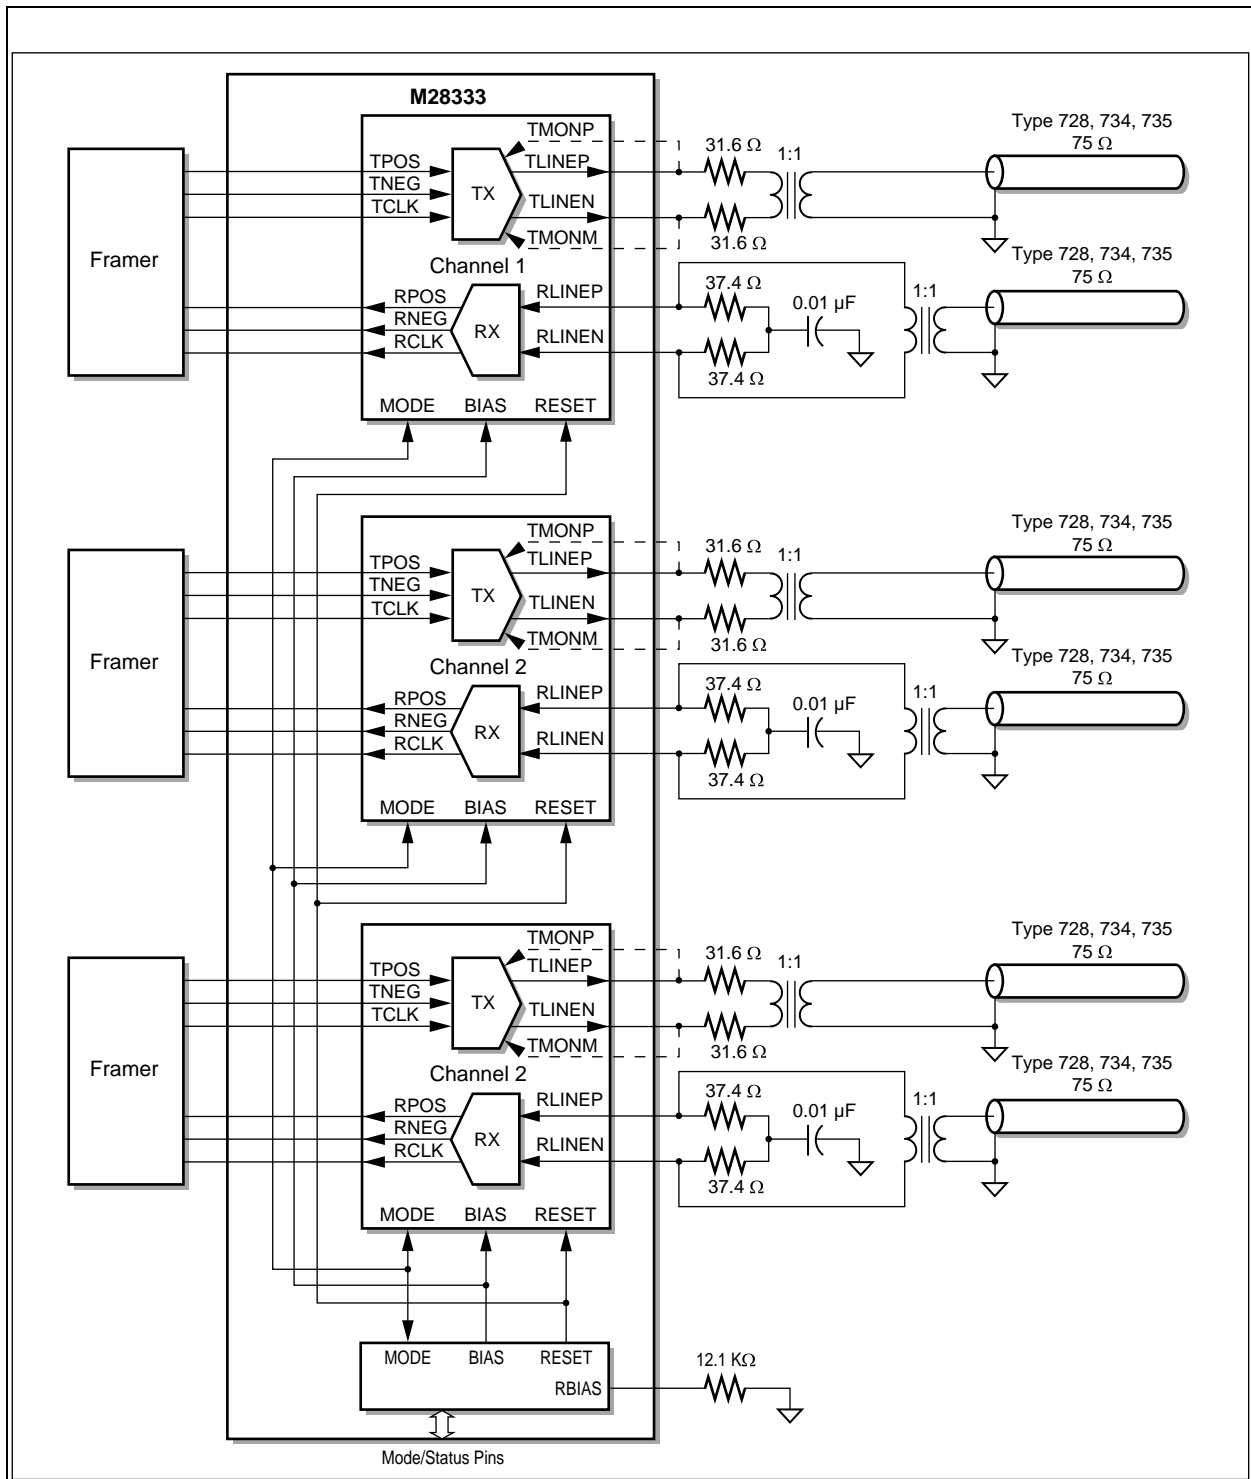 M28333
Type 728, 734, 735
75 Ω
TMONP
31.6 Ω
1:1
TPOS
TLINEP
TNEG
TX
TCLK
TLINEN
TMONM
31.6 Ω
Framer
Channel 1
Type 728, 734, 735
75 Ω
37.4 Ω
1:1
RPOS
RLINEP
0.01 µF
RNEG
RX
RCLK
RLINEN
37.4 Ω
MODE BIAS RESET
Type 728, 734, 735
75 Ω
TMONP
31.6 Ω
1:1
TPOS
TLINEP
TNEG
TX
TCLK
TLINEN
TMONM
31.6 Ω
Framer
Channel 2
Type 728, 734, 735
75 Ω
37.4 Ω
1:1
RPOS
RLINEP
0.01 µF
RNEG
RX
RCLK
RLINEN
37.4 Ω
MODE BIAS RESET
Type 728, 734, 735
75 Ω
TMONP
31.6 Ω
1:1
TPOS
TLINEP
TNEG
TX
TCLK
TLINEN
TMONM
31.6 Ω
Framer
Channel 2
Type 728, 734, 735
75 Ω
37.4 Ω
1:1
RPOS
RLINEP
0.01 µF
RNEG
RX
RCLK
RLINEN
37.4 Ω
MODE BIAS RESET
MODE BIAS RESET
12.1 KΩ
RBIAS
Mode/Status Pins